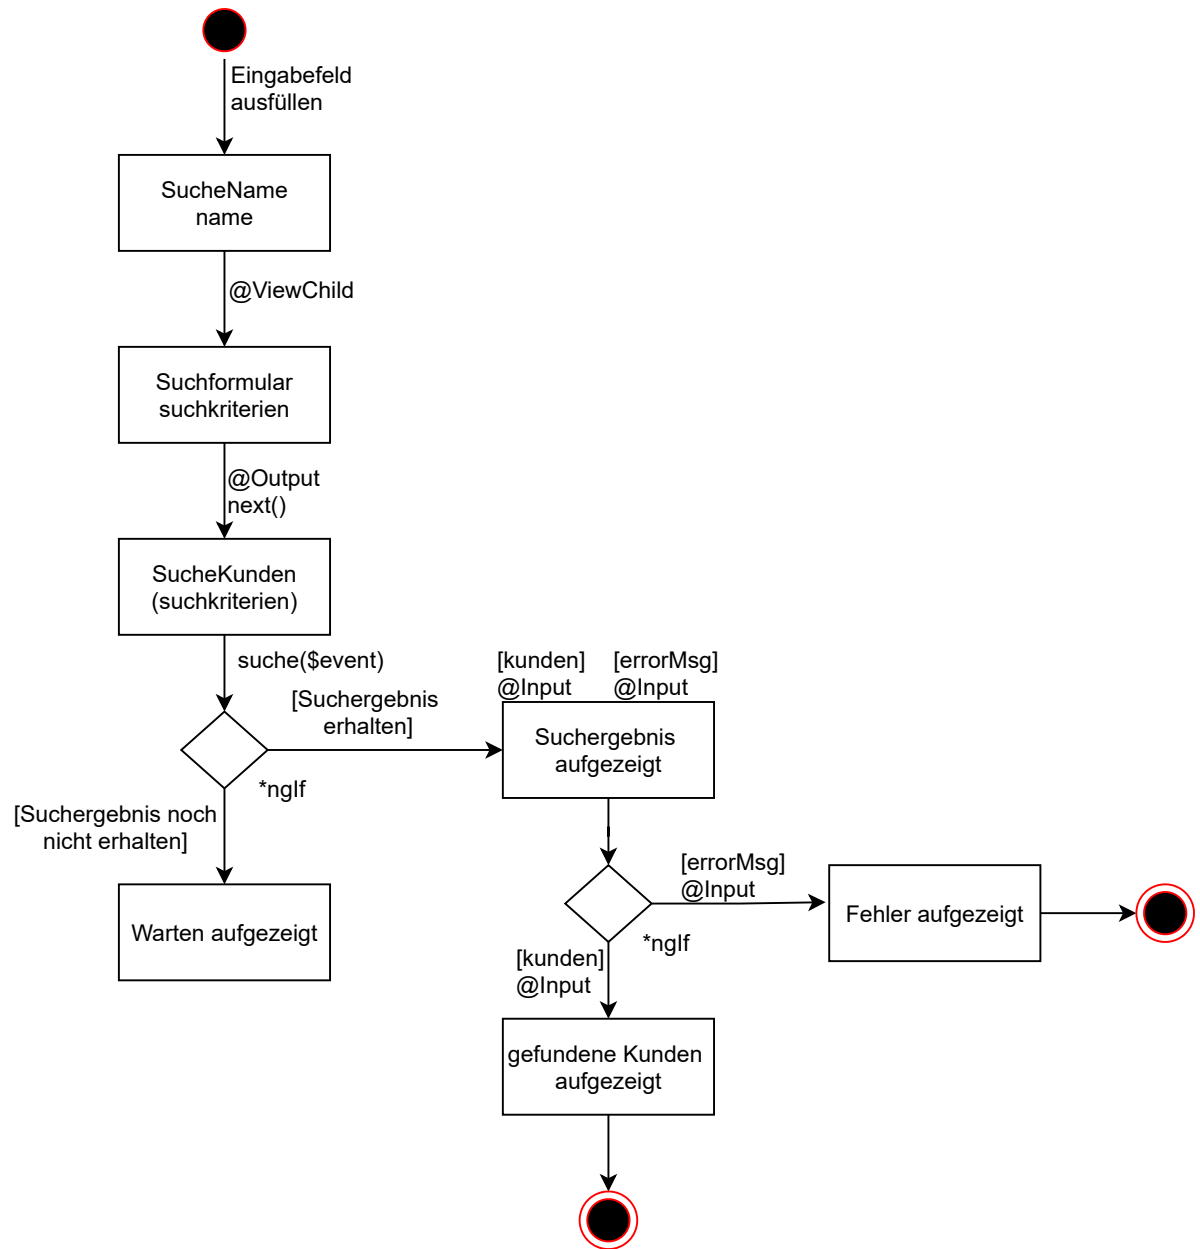 Eingabefeld
ausfüllen
SucheName
name
@ViewChild
Suchformular
suchkriterien
@Output
next()
SucheKunden
(suchkriterien)
suche($event)
[Suchergebnis
erhalten]
*ngIf
[Suchergebnis noch
nicht erhalten]
Warten aufgezeigt
[kunden]
@Input
[errorMsg]
@Input
Suchergebnis
aufgezeigt
[errorMsg]
@Input
*ngIf
Fehler aufgezeigt
[kunden]
@Input
gefundene Kunden
aufgezeigt